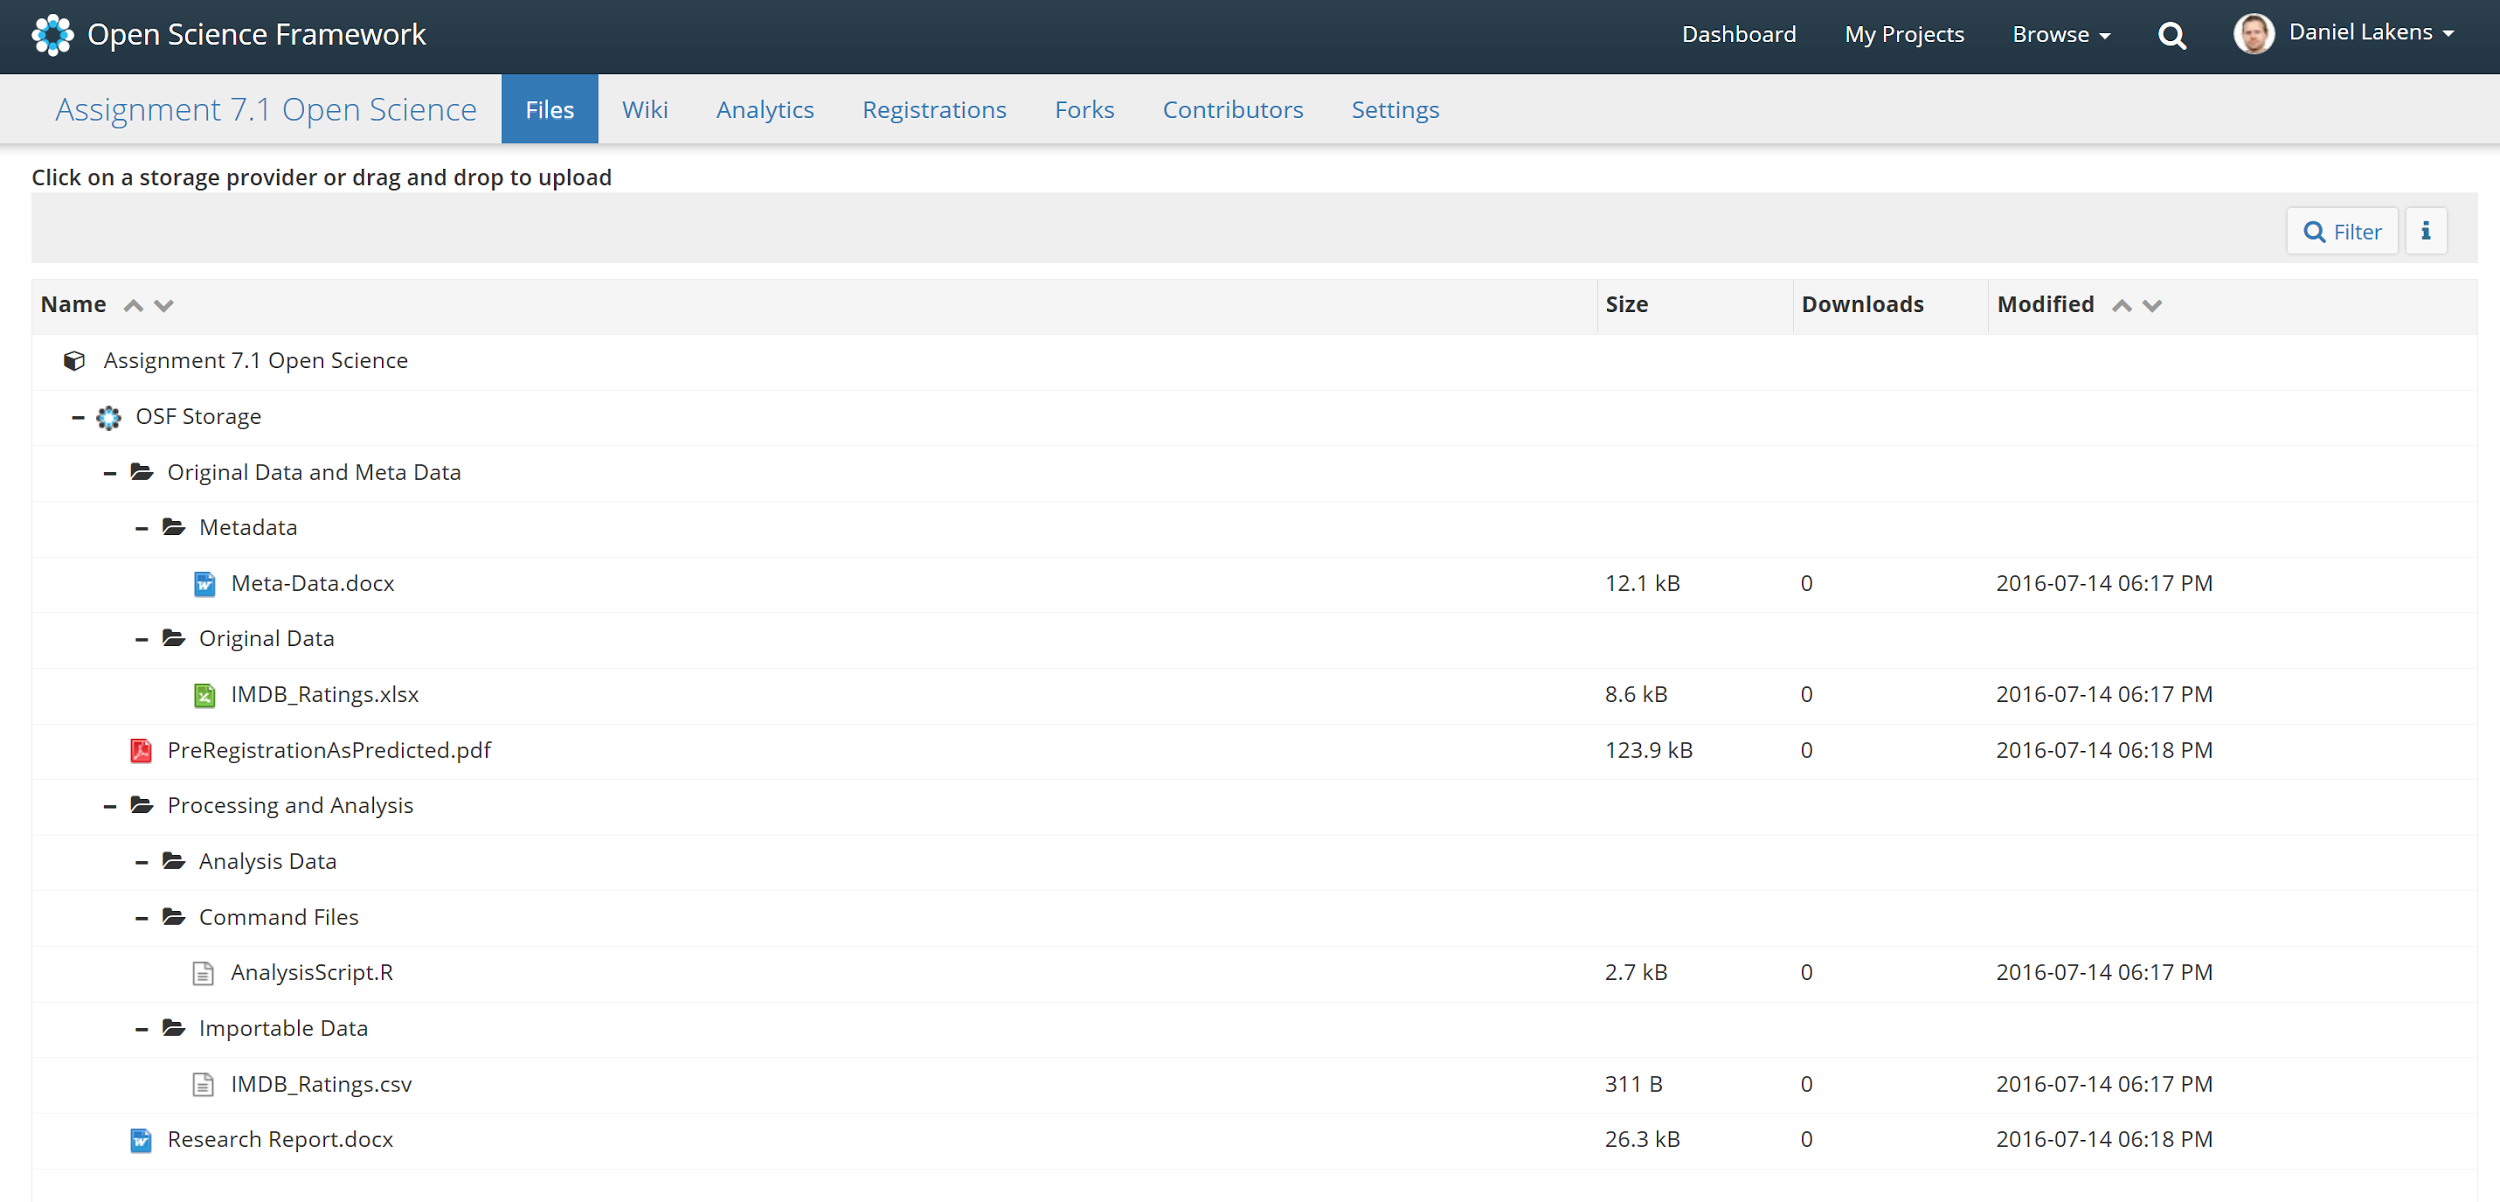 Open Science Framework Dashboard My Projects Browse Daniel Lakens
Assignment 7.1 Open Science Files Wiki Analytics Registrations Forks Contributors Settings
Click on a storage provider or drag and drop to upload
Filter i
Name Size Downloads Modified
Assignment 7.1 Open Science
OSF Storage
Original Data and Meta Data
Metadata
Meta-Data.docx 12.1 kB 0 2016-07-14 06:17 PM
Original Data
IMDB_Ratings.xlsx 8.6 kB 0 2016-07-14 06:17 PM
PreRegistrationAsPredicted.pdf 123.9 kB 0 2016-07-14 06:18 PM
Processing and Analysis
Analysis Data
Command Files
AnalysisScript.R 2.7 kB 0 2016-07-14 06:17 PM
Importable Data
IMDB_Ratings.csv 311 B 0 2016-07-14 06:17 PM
Research Report.docx 26.3 kB 0 2016-07-14 06:18 PM